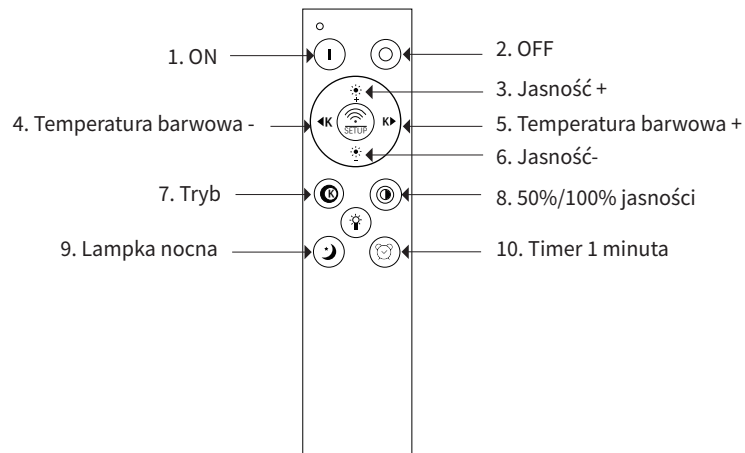 1. ON
2. OFF
3. Jasność +
4. Temperatura barwowa -
K
SETUP
K
5. Temperatura barwowa +
6. Jasność-
7. Tryb
K
8. 50%/100% jasności
9. Lampka nocna
10. Timer 1 minuta